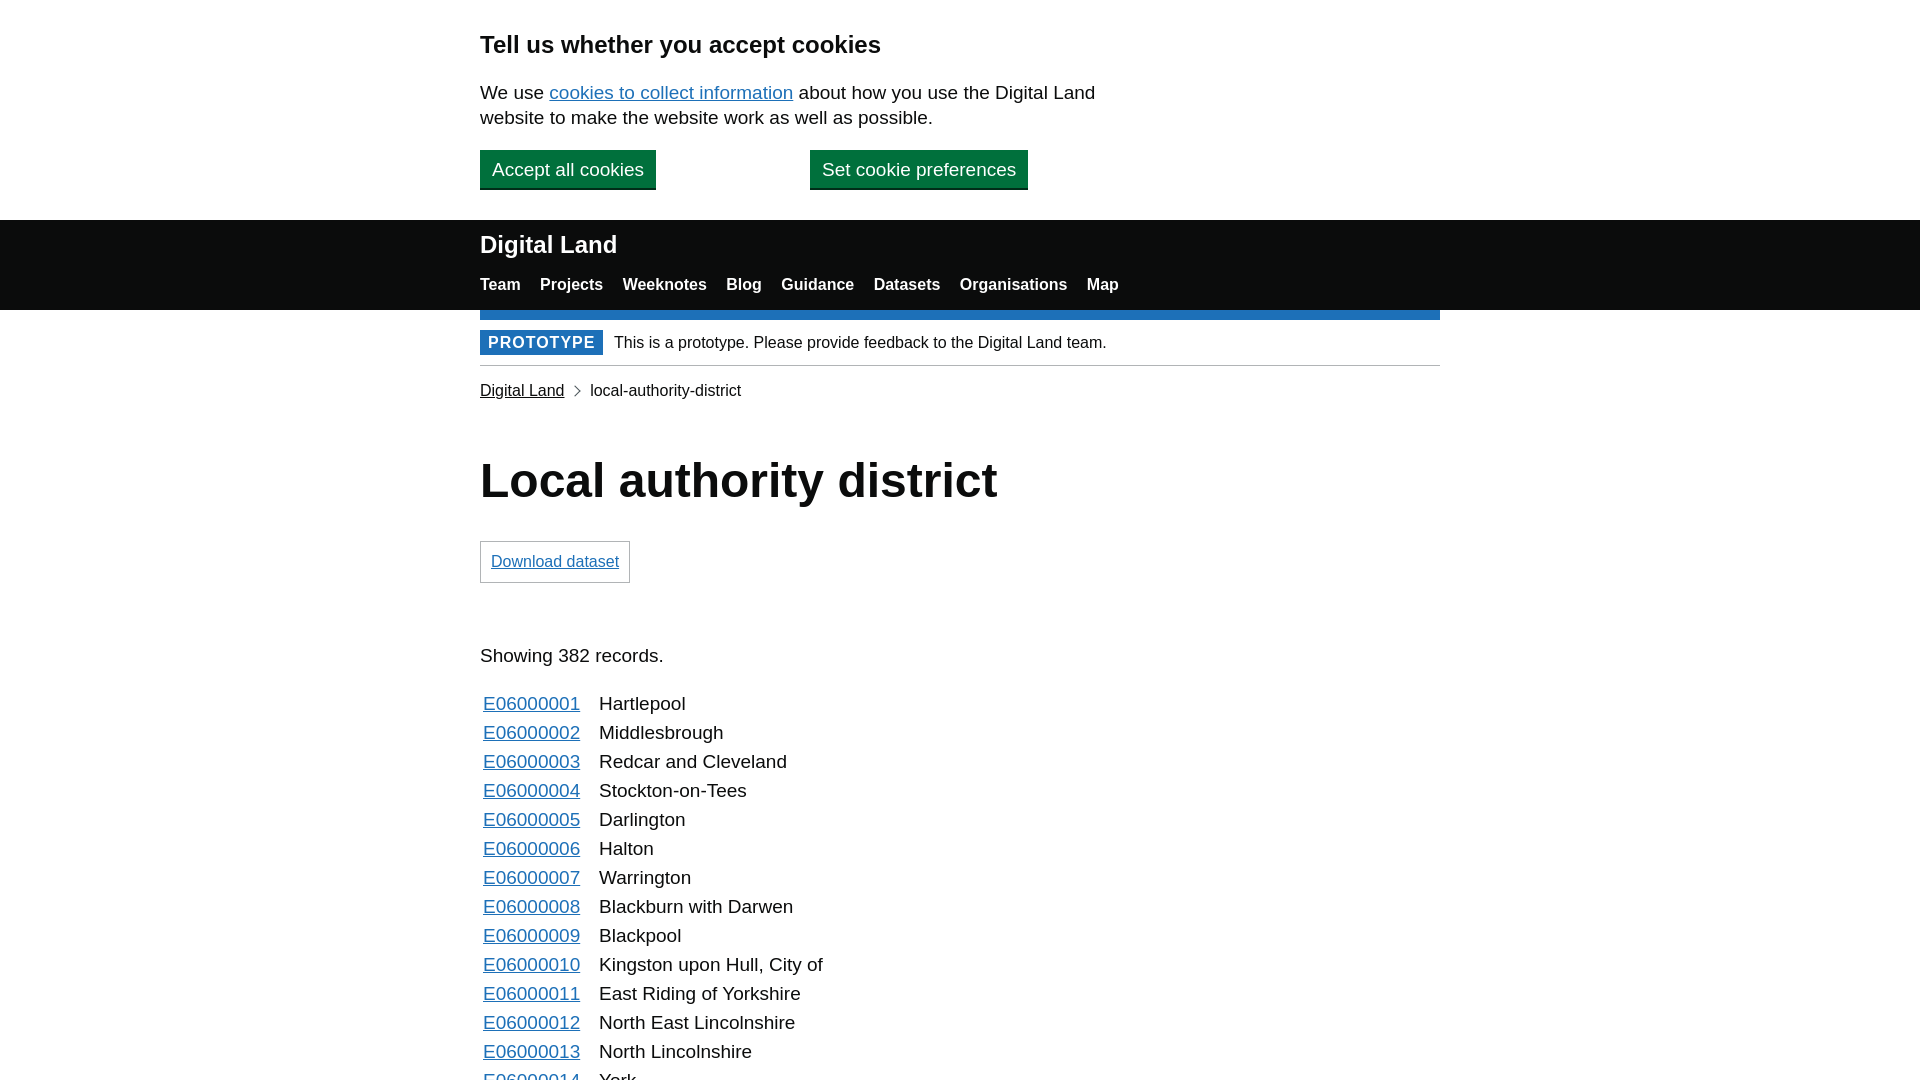 Tell us whether you accept cookies
We use cookies to collect information about how you use the Digital Land
website to make the website work as well as possible.
Accept all cookies
Set cookie preferences
Digital Land
Team Projects Weeknotes Blog Guidance Datasets Organisations Map
PROTOTYPE This is a prototype. Please provide feedback to the Digital Land team.
Digital Land local-authority-district
Local authority district
Download dataset
Showing 382 records.
E06000001 Hartlepool
E06000002 Middlesbrough
E06000003 Redcar and Cleveland
E06000004 Stockton-on-Tees
E06000005 Darlington
E06000006 Halton
E06000007 Warrington
E06000008 Blackburn with Darwen
E06000009 Blackpool
E06000010 Kingston upon Hull, City of
E06000011 East Riding of Yorkshire
E06000012 North East Lincolnshire
E06000013 North Lincolnshire
E06000014 York